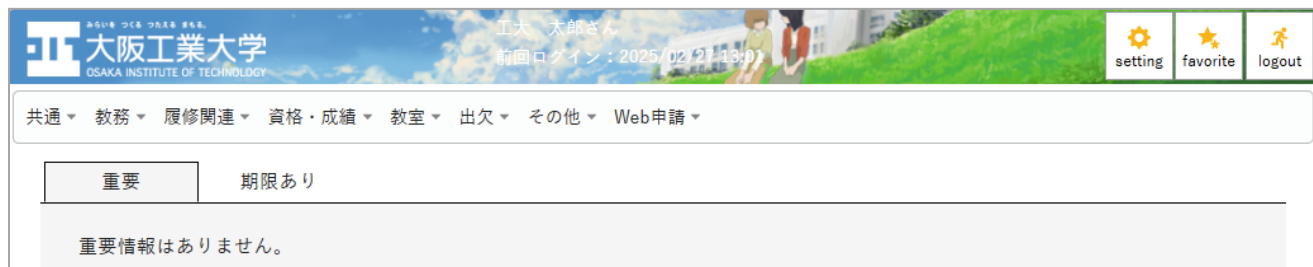 みらいを つくる つたえる まもる。
大阪工業大学
OSAKA INSTITUTE OF TECHNOLOGY
工大 太郎さん
前回ログイン：2025/02/27 13:01
setting favorite logout
共通 教務 履修関連 資格・成績 教室 出欠 その他 Web申請
重要 期限あり
重要情報はありません。